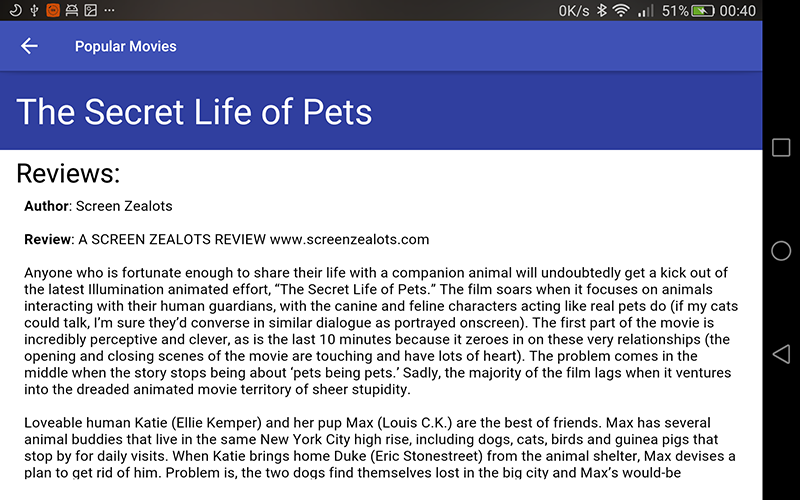 0K/s 51% 00:40
Popular Movies
The Secret Life of Pets
Reviews:
Author: Screen Zealots
Review: A SCREEN ZEALOTS REVIEW www.screenzealots.com
Anyone who is fortunate enough to share their life with a companion animal will undoubtedly get a kick out of
the latest Illumination animated effort, “The Secret Life of Pets.” The film soars when it focuses on animals
interacting with their human guardians, with the canine and feline characters acting like real pets do (if my cats
could talk, I’m sure they’d converse in similar dialogue as portrayed onscreen). The first part of the movie is
incredibly perceptive and clever, as is the last 10 minutes because it zeroes in on these very relationships (the
opening and closing scenes of the movie are touching and have lots of heart). The problem comes in the
middle when the story stops being about ‘pets being pets.’ Sadly, the majority of the film lags when it ventures
into the dreaded animated movie territory of sheer stupidity.
Loveable human Katie (Ellie Kemper) and her pup Max (Louis C.K.) are the best of friends. Max has several
animal buddies that live in the same New York City high rise, including dogs, cats, birds and guinea pigs that
stop by for daily visits. When Katie brings home Duke (Eric Stonestreet) from the animal shelter, Max devises a
plan to get rid of him. Problem is, the two dogs find themselves lost in the big city and Max’s would-be